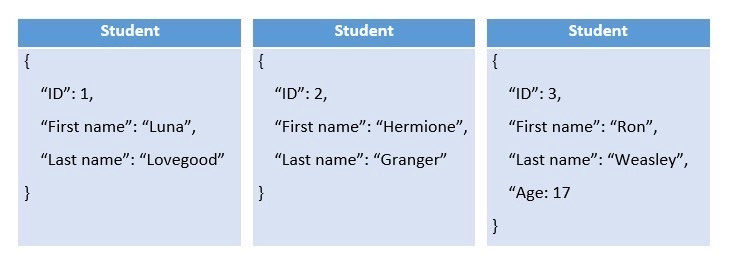 Student
{
“ID”: 1,
“First name”: “Luna”,
“Last name”: “Lovegood”
}
Student
{
“ID”: 2,
“First name”: “Hermione”,
“Last name”: “Granger”
}
Student
{
“ID”: 3,
“First name”: “Ron”,
“Last name”: “Weasley”,
“Age: 17
}